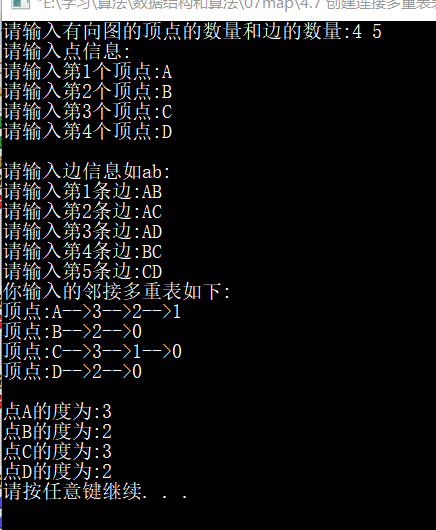 "E:\学习\算法\数据结构和算法\07map\4.7 创建连接多重表
请输入有向图的顶点的数量和边的数量:4 5
请输入点信息:
请输入第1个顶点:A
请输入第2个顶点:B
请输入第3个顶点:C
请输入第4个顶点:D
请输入边信息如ab:
请输入第1条边:AB
请输入第2条边:AC
请输入第3条边:AD
请输入第4条边:BC
请输入第5条边:CD
你输入的邻接多重表如下:
顶点:A-->3-->2-->1
顶点:B-->2-->0
顶点:C-->3-->1-->0
顶点:D-->2-->0
点A的度为:3
点B的度为:2
点C的度为:3
点D的度为:2
请按任意键继续. . .